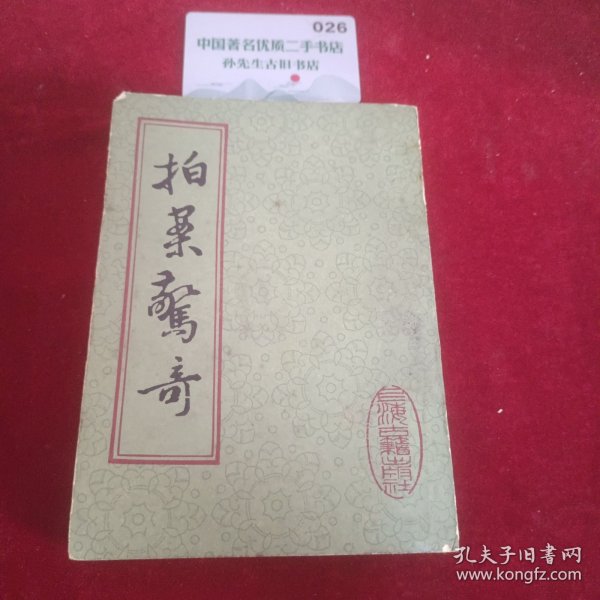 026
中国著名优质二手书店
孙先生古旧书店
拍案驚奇
上海古籍出版社
孔夫子旧书网
www.kongfz.com